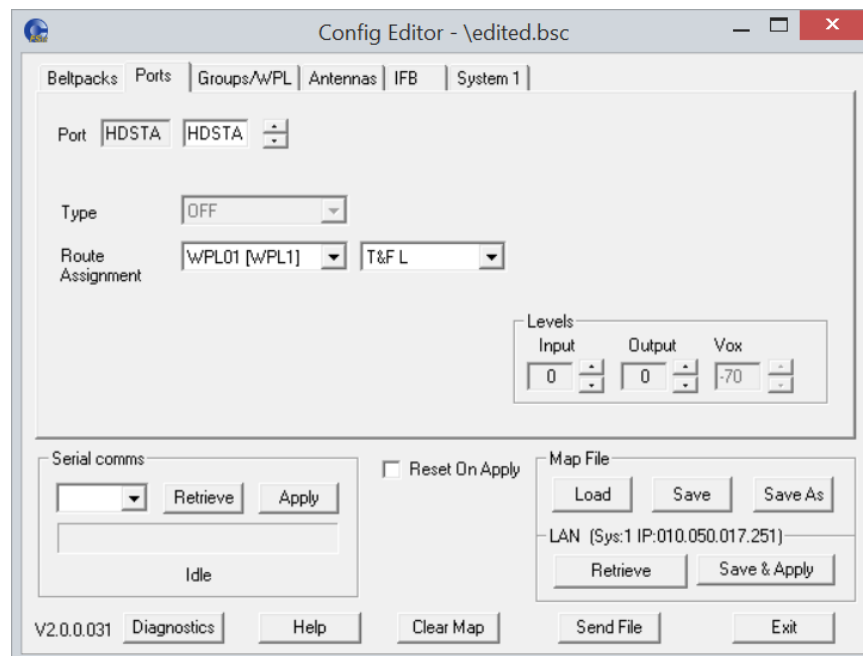 Config Editor - \edited.bsc
Beltpacks Ports Groups/WPL Antennas IFB System 1
Port HDSTA HDSTA
Type OFF
Route Assignment WPL01 [WPL1] T&F L
Levels
Input Output Vox
0 0 -70
Serial comms
Retrieve Apply
Idle
Reset On Apply
Map File
Load Save Save As
LAN (Sys:1 IP:010.050.017.251)
Retrieve Save & Apply
V2.0.0.031 Diagnostics Help Clear Map Send File Exit